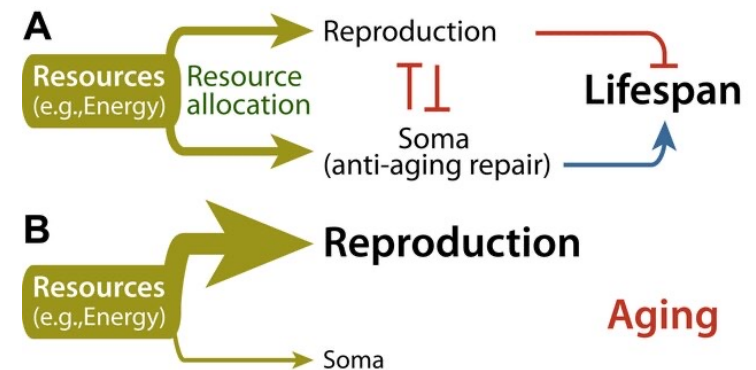 A
Resources
(e.g.,Energy)
Resource
allocation
Reproduction
Soma
(anti-aging repair)
Lifespan
B
Resources
(e.g.,Energy)
Reproduction
Soma
Aging